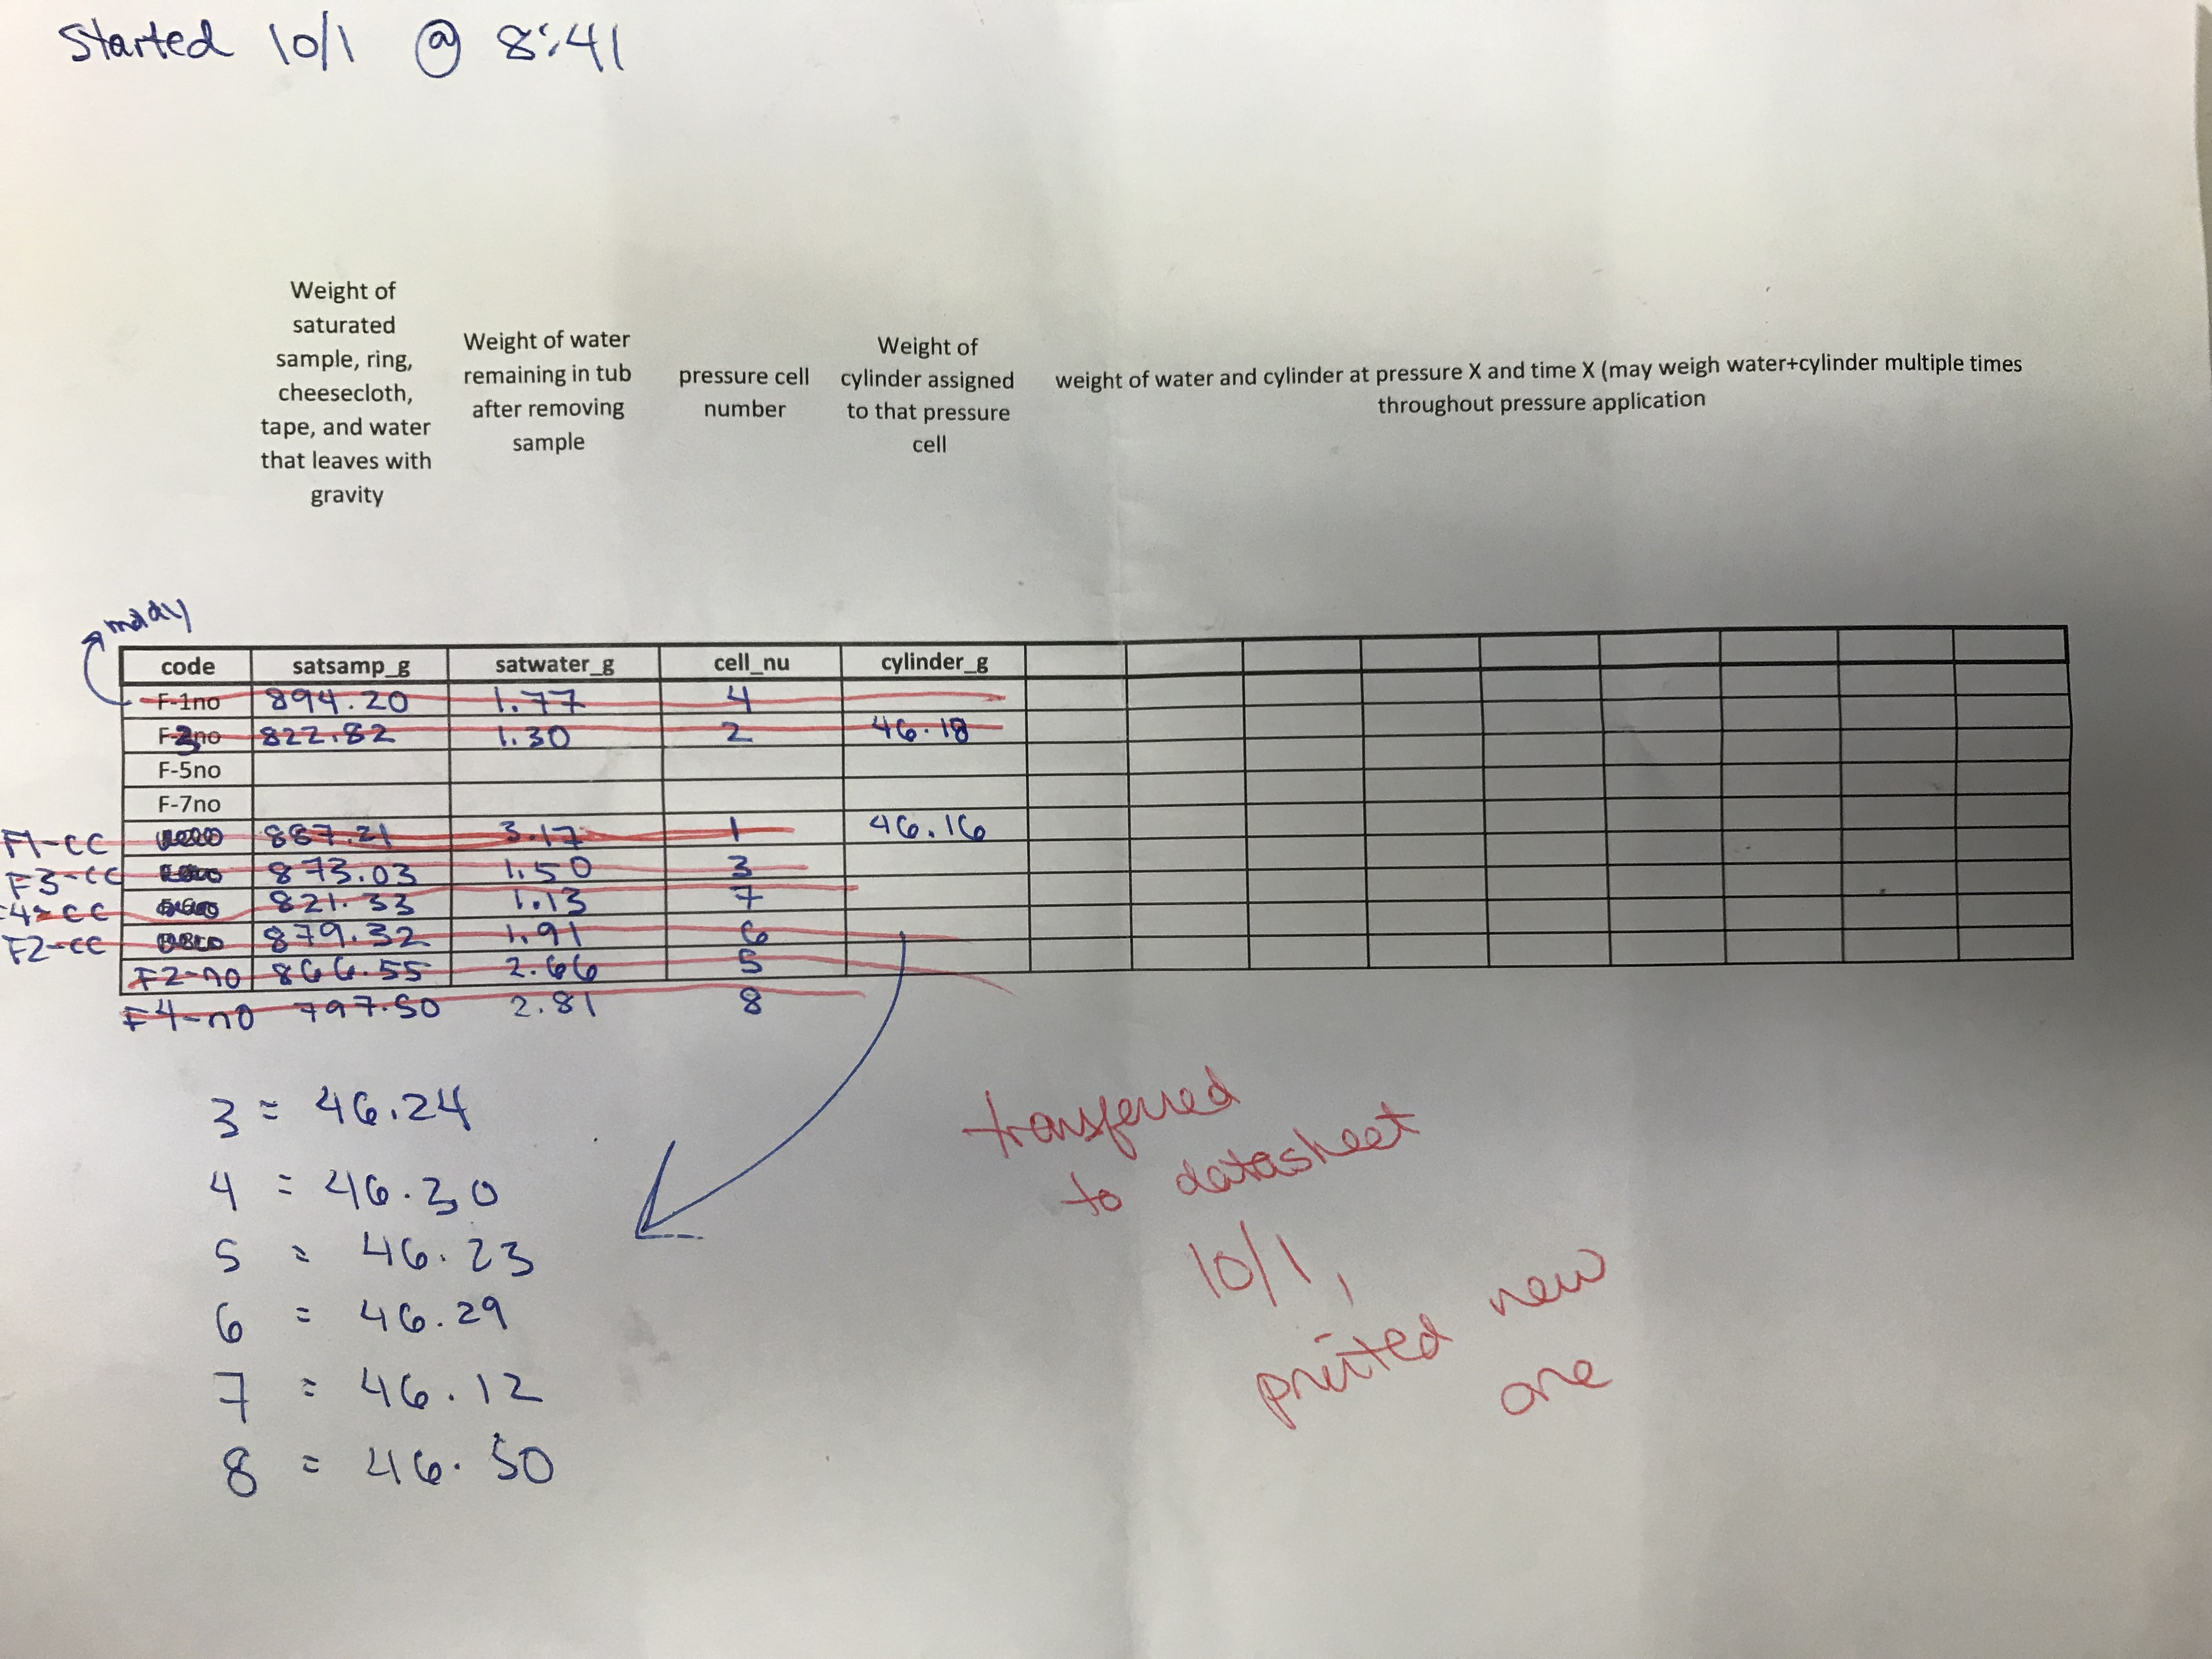 Started 10/1 @ 8:41
Weight of
saturated
sample, ring,
cheesecloth,
tape, and water
that leaves with
gravity
Weight of water
remaining in tub
after removing
sample
pressure cell
number
Weight of
cylinder assigned
to that pressure
cell
weight of water and cylinder at pressure X and time X (may weigh water+cylinder multiple times
throughout pressure application
code satsamp_g satwater_g cell_nu cylinder_g
F-1no 894.20 1.77 4
F-3no 822.82 1.30 2 46.18
F-5no
F-7no
F1-cc 887.21 3.17 1 46.16
F3-cc 873.03 1.50 3
4-cc 821.33 1.13 7
F2-cc 879.32 1.91 6
F2-no 866.55 2.66 5
F4-no 797.50 2.81 8
3 = 46.24
4 = 46.30
5 = 46.23
6 = 46.29
7 = 46.12
8 = 46.50
transferred
to datasheet
10/1,
printed new
one